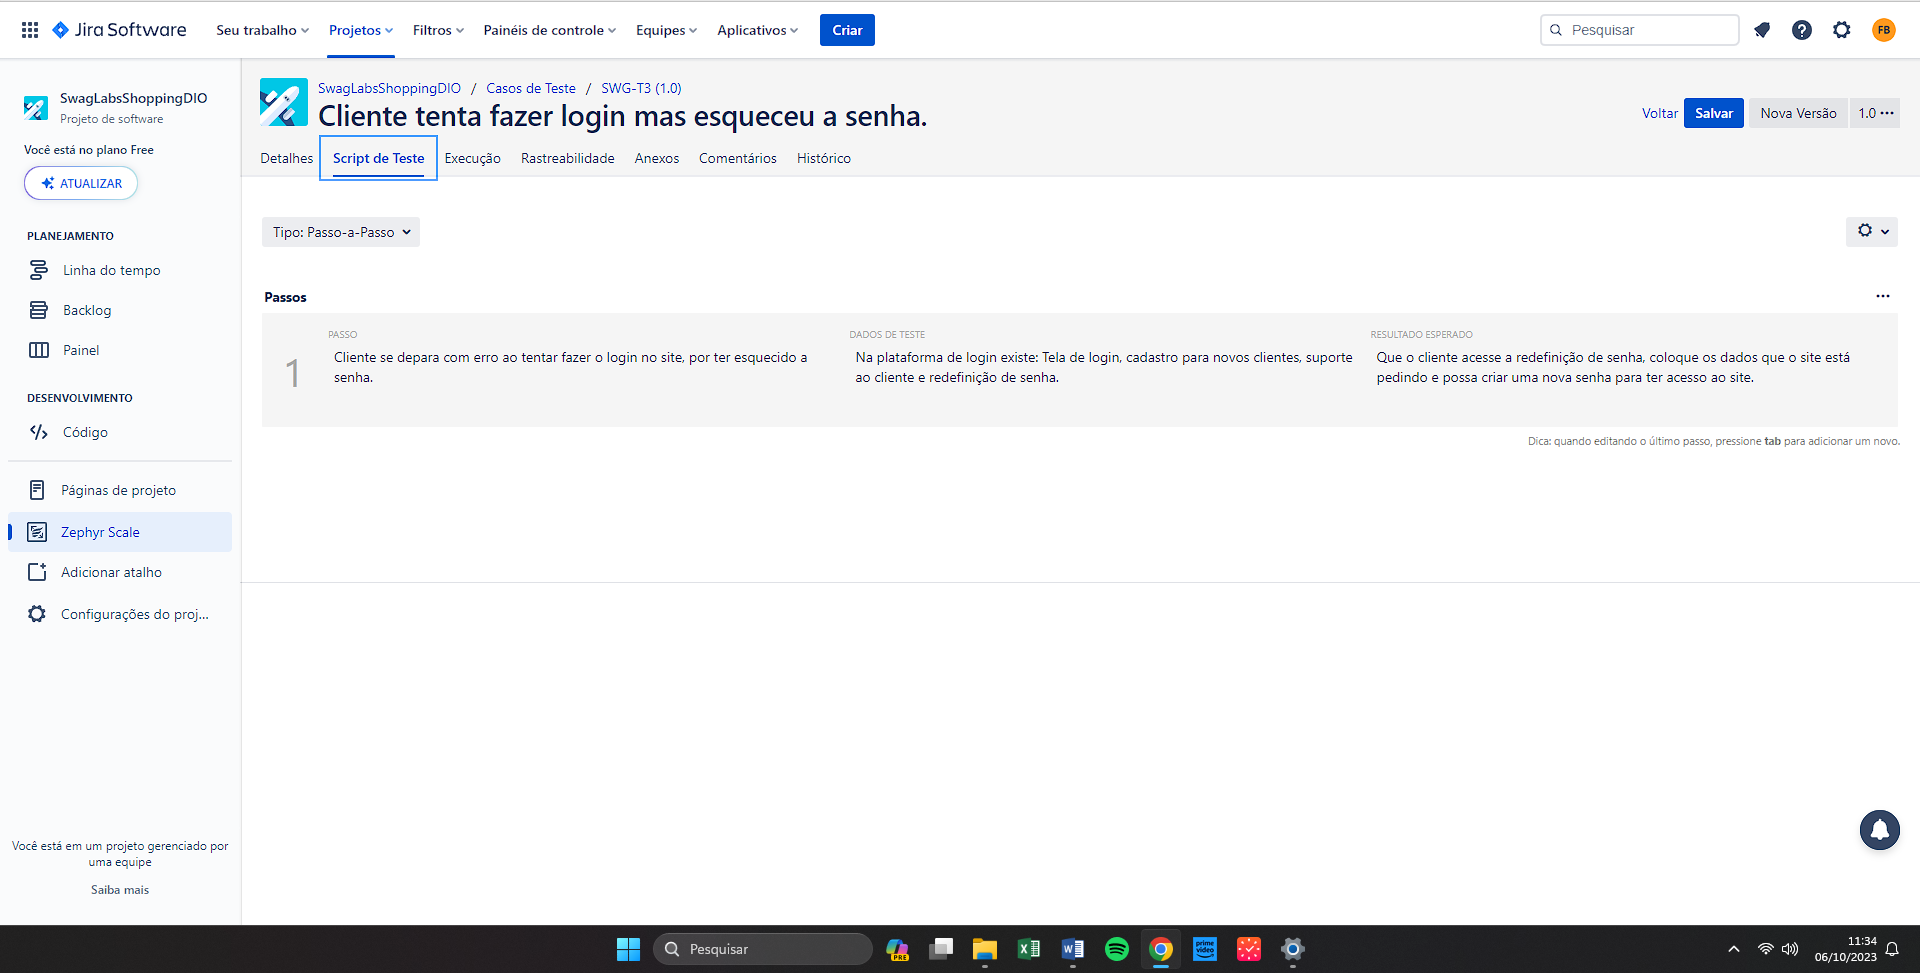 Jira Software
Seu trabalho
Projetos
Filtros
Painéis de controle
Equipes
Aplicativos
Criar
Pesquisar
FB
SwagLabsShoppingDIO
Projeto de software
Você está no plano Free
ATUALIZAR
PLANEJAMENTO
Linha do tempo
Backlog
Painel
DESENVOLVIMENTO
Código
Páginas de projeto
Zephyr Scale
Adicionar atalho
Configurações do proj...
Você está em um projeto gerenciado por
uma equipe
Saiba mais
SwagLabsShoppingDIO / Casos de Teste / SWG-T3 (1.0)
Cliente tenta fazer login mas esqueceu a senha.
Voltar
Salvar
Nova Versão
1.0
Detalhes
Script de Teste
Execução
Rastreabilidade
Anexos
Comentários
Histórico
Tipo: Passo-a-Passo
Passos
1
PASSO
Cliente se depara com erro ao tentar fazer o login no site, por ter esquecido a
senha.
DADOS DE TESTE
Na plataforma de login existe: Tela de login, cadastro para novos clientes, suporte
ao cliente e redefinição de senha.
RESULTADO ESPERADO
Que o cliente acesse a redefinição de senha, coloque os dados que o site está
pedindo e possa criar uma nova senha para ter acesso ao site.
Dica: quando editando o último passo, pressione tab para adicionar um novo.
Pesquisar
PRE
prime video
11:34
06/10/2023